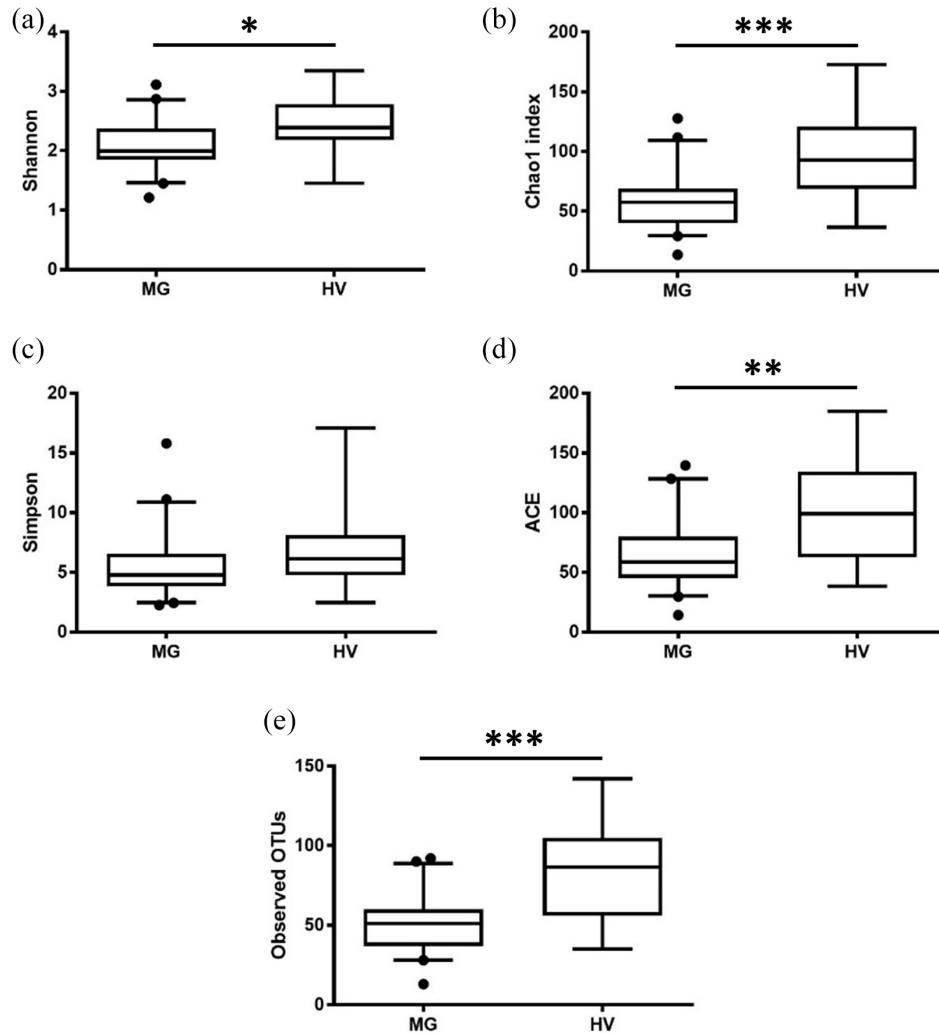 (a)
*
Shannon
4
3
2
1
0
MG HV
(b)
***
Chao1 index
200
150
100
50
0
MG HV
(c)
Simpson
20
15
10
5
0
MG HV
(d)
**
ACE
200
150
100
50
0
MG HV
(e)
***
Observed OTUs
150
100
50
0
MG HV